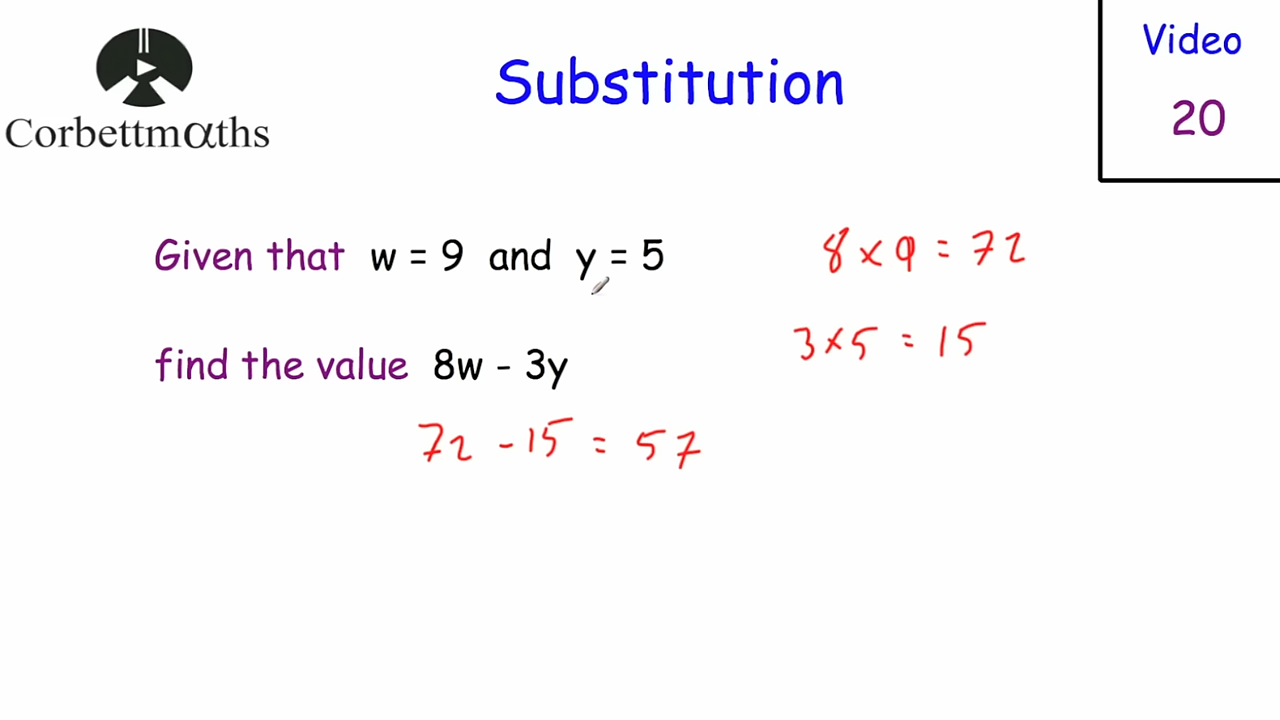 Corbettmαths
Substitution
Video
20
Given that w = 9 and y = 5
8 × 9 = 72
3 × 5 = 15
find the value 8w - 3y
72 - 15 = 57